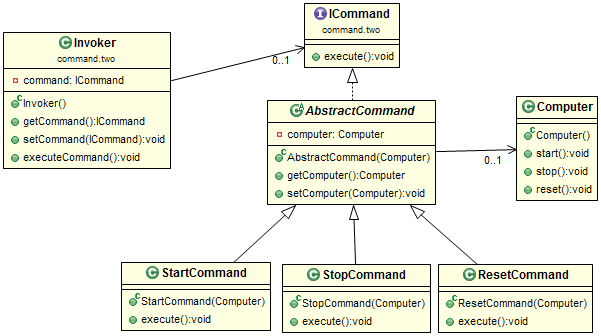 Invoker
command.two
command: ICommand
Invoker()
getCommand():ICommand
setCommand(ICommand):void
executeCommand():void
0..1
ICommand
command.two
execute():void
AbstractCommand
computer: Computer
AbstractCommand(Computer)
getComputer():Computer
setComputer(Computer):void
0..1
Computer
Computer()
start():void
stop():void
reset():void
StartCommand
StartCommand(Computer)
execute():void
StopCommand
StopCommand(Computer)
execute():void
ResetCommand
ResetCommand(Computer)
execute():void